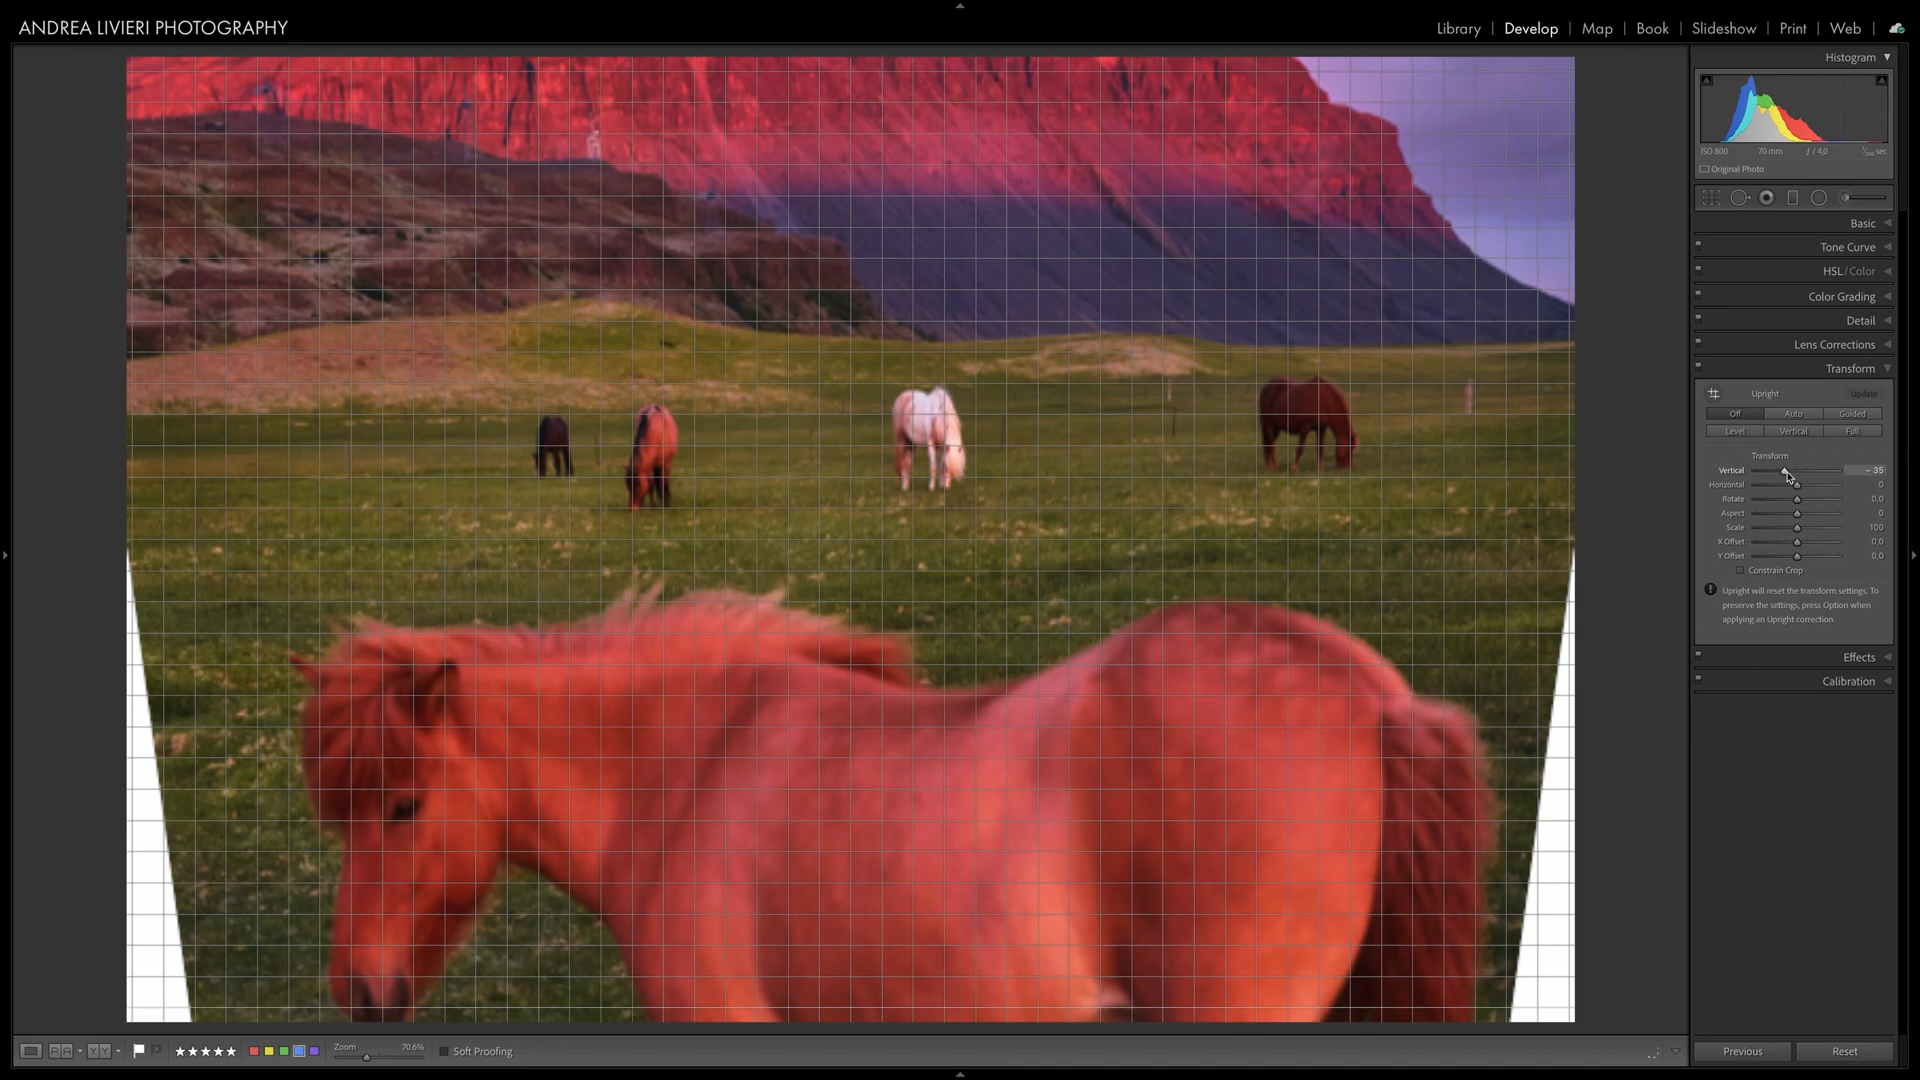 ANDREA LIVIERI PHOTOGRAPHY
Library | Develop | Map | Book | Slideshow | Print | Web
Histogram
ISO 800 70 mm ƒ / 4,0 sec
Original Photo
Basic
Tone Curve
HSL / Color
Color Grading
Detail
Lens Corrections
Transform
Upright Update
Off Auto Guided
Level Vertical Full
Transform
Vertical – 35
Horizontal 0
Rotate 0,0
Aspect 0
Scale 100
X Offset 0,0
Y Offset 0,0
Constrain Crop
Upright will reset the transform settings. To
preserve the settings, press Option when
applying an Upright correction.
Effects
Calibration
R A Y Y Zoom 70.6% Soft Proofing
Previous Reset